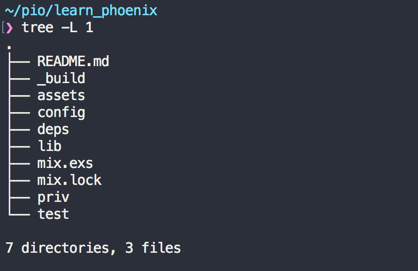 ~/pio/learn_phoenix
❯ tree -L 1
.
├── README.md
├── _build
├── assets
├── config
├── deps
├── lib
├── mix.exs
├── mix.lock
├── priv
└── test
7 directories, 3 files